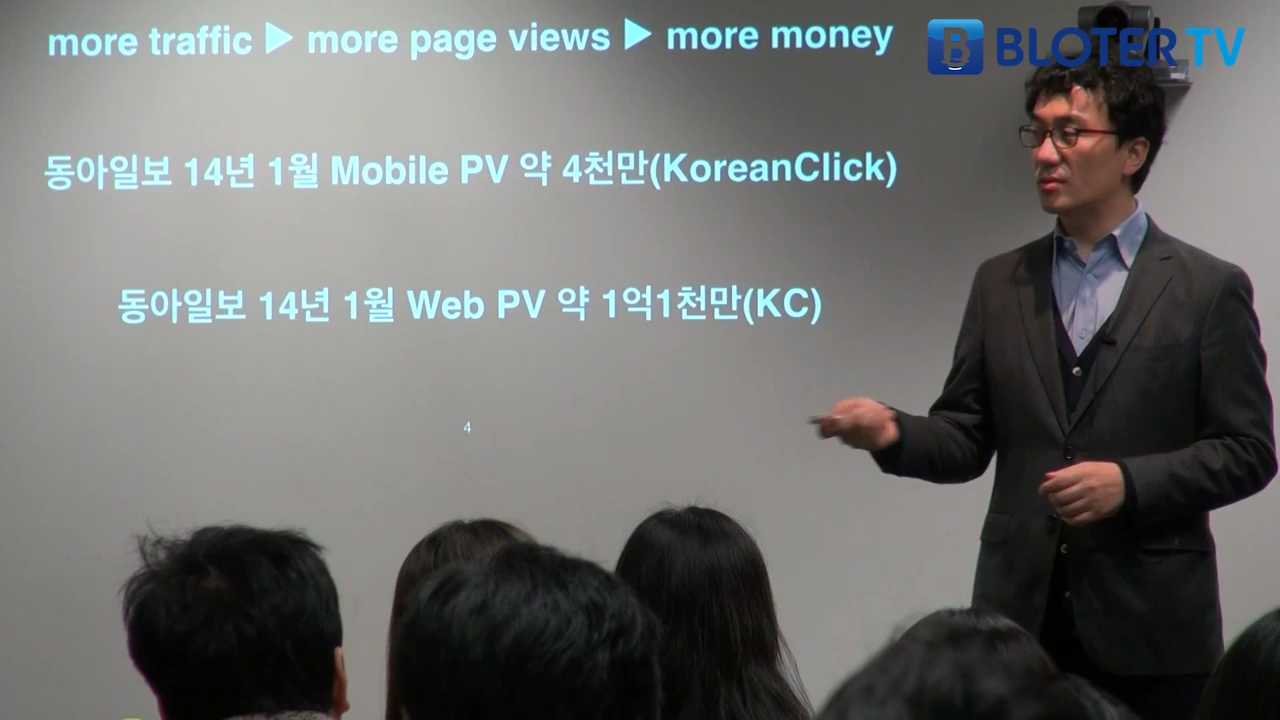 more traffic ▶ more page views ▶ more money
BLOTER TV
동아일보 14년 1월 Mobile PV 약 4천만(KoreanClick)
동아일보 14년 1월 Web PV 약 1억1천만(KC)
4